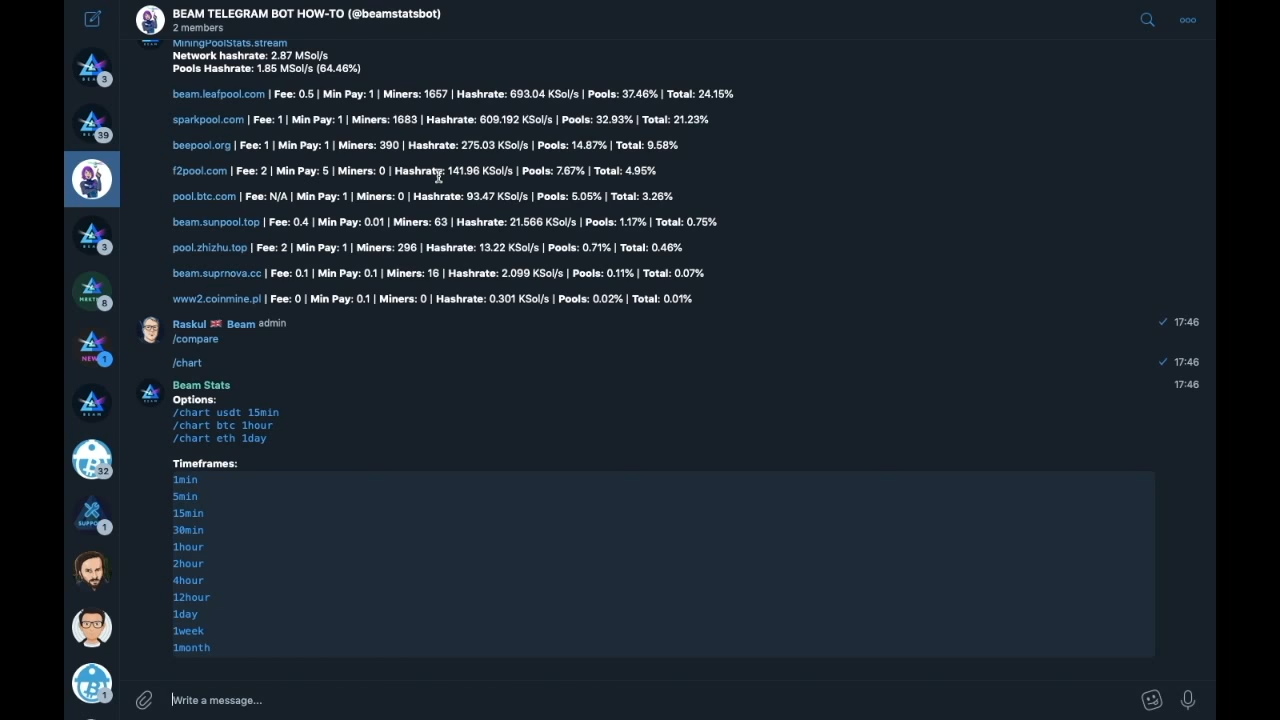 BEAM TELEGRAM BOT HOW-TO (@beamstatsbot)
2 members
MiningPoolStats.stream
Network hashrate: 2.87 MSol/s
Pools Hashrate: 1.85 MSol/s (64.46%)
beam.leafpool.com | Fee: 0.5 | Min Pay: 1 | Miners: 1657 | Hashrate: 693.04 KSol/s | Pools: 37.46% | Total: 24.15%
sparkpool.com | Fee: 1 | Min Pay: 1 | Miners: 1683 | Hashrate: 609.192 KSol/s | Pools: 32.93% | Total: 21.23%
beepool.org | Fee: 1 | Min Pay: 1 | Miners: 390 | Hashrate: 275.03 KSol/s | Pools: 14.87% | Total: 9.58%
f2pool.com | Fee: 2 | Min Pay: 5 | Miners: 0 | Hashrate: 141.96 KSol/s | Pools: 7.67% | Total: 4.95%
pool.btc.com | Fee: N/A | Min Pay: 1 | Miners: 0 | Hashrate: 93.47 KSol/s | Pools: 5.05% | Total: 3.26%
beam.sunpool.top | Fee: 0.4 | Min Pay: 0.01 | Miners: 63 | Hashrate: 21.566 KSol/s | Pools: 1.17% | Total: 0.75%
pool.zhizhu.top | Fee: 2 | Min Pay: 1 | Miners: 296 | Hashrate: 13.22 KSol/s | Pools: 0.71% | Total: 0.46%
beam.suprnova.cc | Fee: 0.1 | Min Pay: 0.1 | Miners: 16 | Hashrate: 2.099 KSol/s | Pools: 0.11% | Total: 0.07%
www2.coinmine.pl | Fee: 0 | Min Pay: 0.1 | Miners: 0 | Hashrate: 0.301 KSol/s | Pools: 0.02% | Total: 0.01%
Raskul 🇬🇧 Beam admin 17:46
/compare
/chart 17:46
Beam Stats 17:46
Options:
/chart usdt 15min
/chart btc 1hour
/chart eth 1day
Timeframes:
1min
5min
15min
30min
1hour
2hour
4hour
12hour
1day
1week
1month
Write a message...
3
39
3
8
NEW
1
BEAM
32
SUPPO
1
1